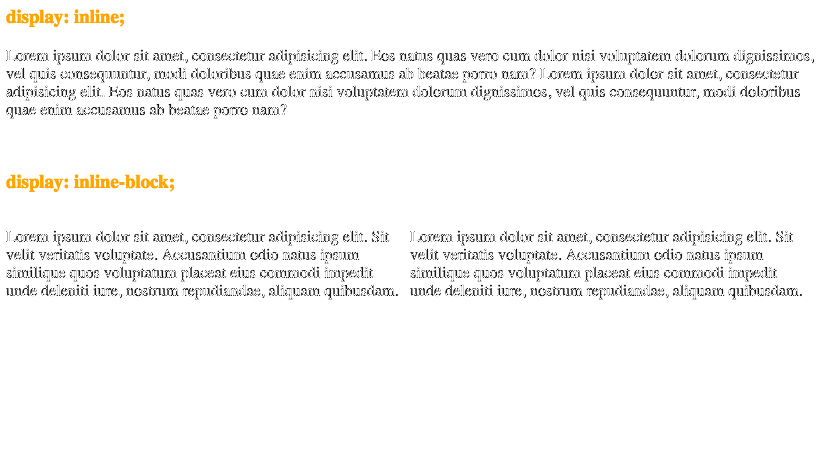 display: inline;
Lorem ipsum dolor sit amet, consectetur adipisicing elit. Eos natus quas vero cum dolor nisi voluptatem dolorum dignissimos,
vel quis consequuntur, modi doloribus quae enim accusamus ab beatae porro nam? Lorem ipsum dolor sit amet, consectetur
adipisicing elit. Eos natus quas vero cum dolor nisi voluptatem dolorum dignissimos, vel quis consequuntur, modi doloribus
quae enim accusamus ab beatae porro nam?
display: inline-block;
Lorem ipsum dolor sit amet, consectetur adipisicing elit. Sit
velit veritatis voluptate. Accusantium odio natus ipsum
similique quos voluptatum placeat eius commodi impedit
unde deleniti iure, nostrum repudiandae, aliquam quibusdam.
Lorem ipsum dolor sit amet, consectetur adipisicing elit. Sit
velit veritatis voluptate. Accusantium odio natus ipsum
similique quos voluptatum placeat eius commodi impedit
unde deleniti iure, nostrum repudiandae, aliquam quibusdam.